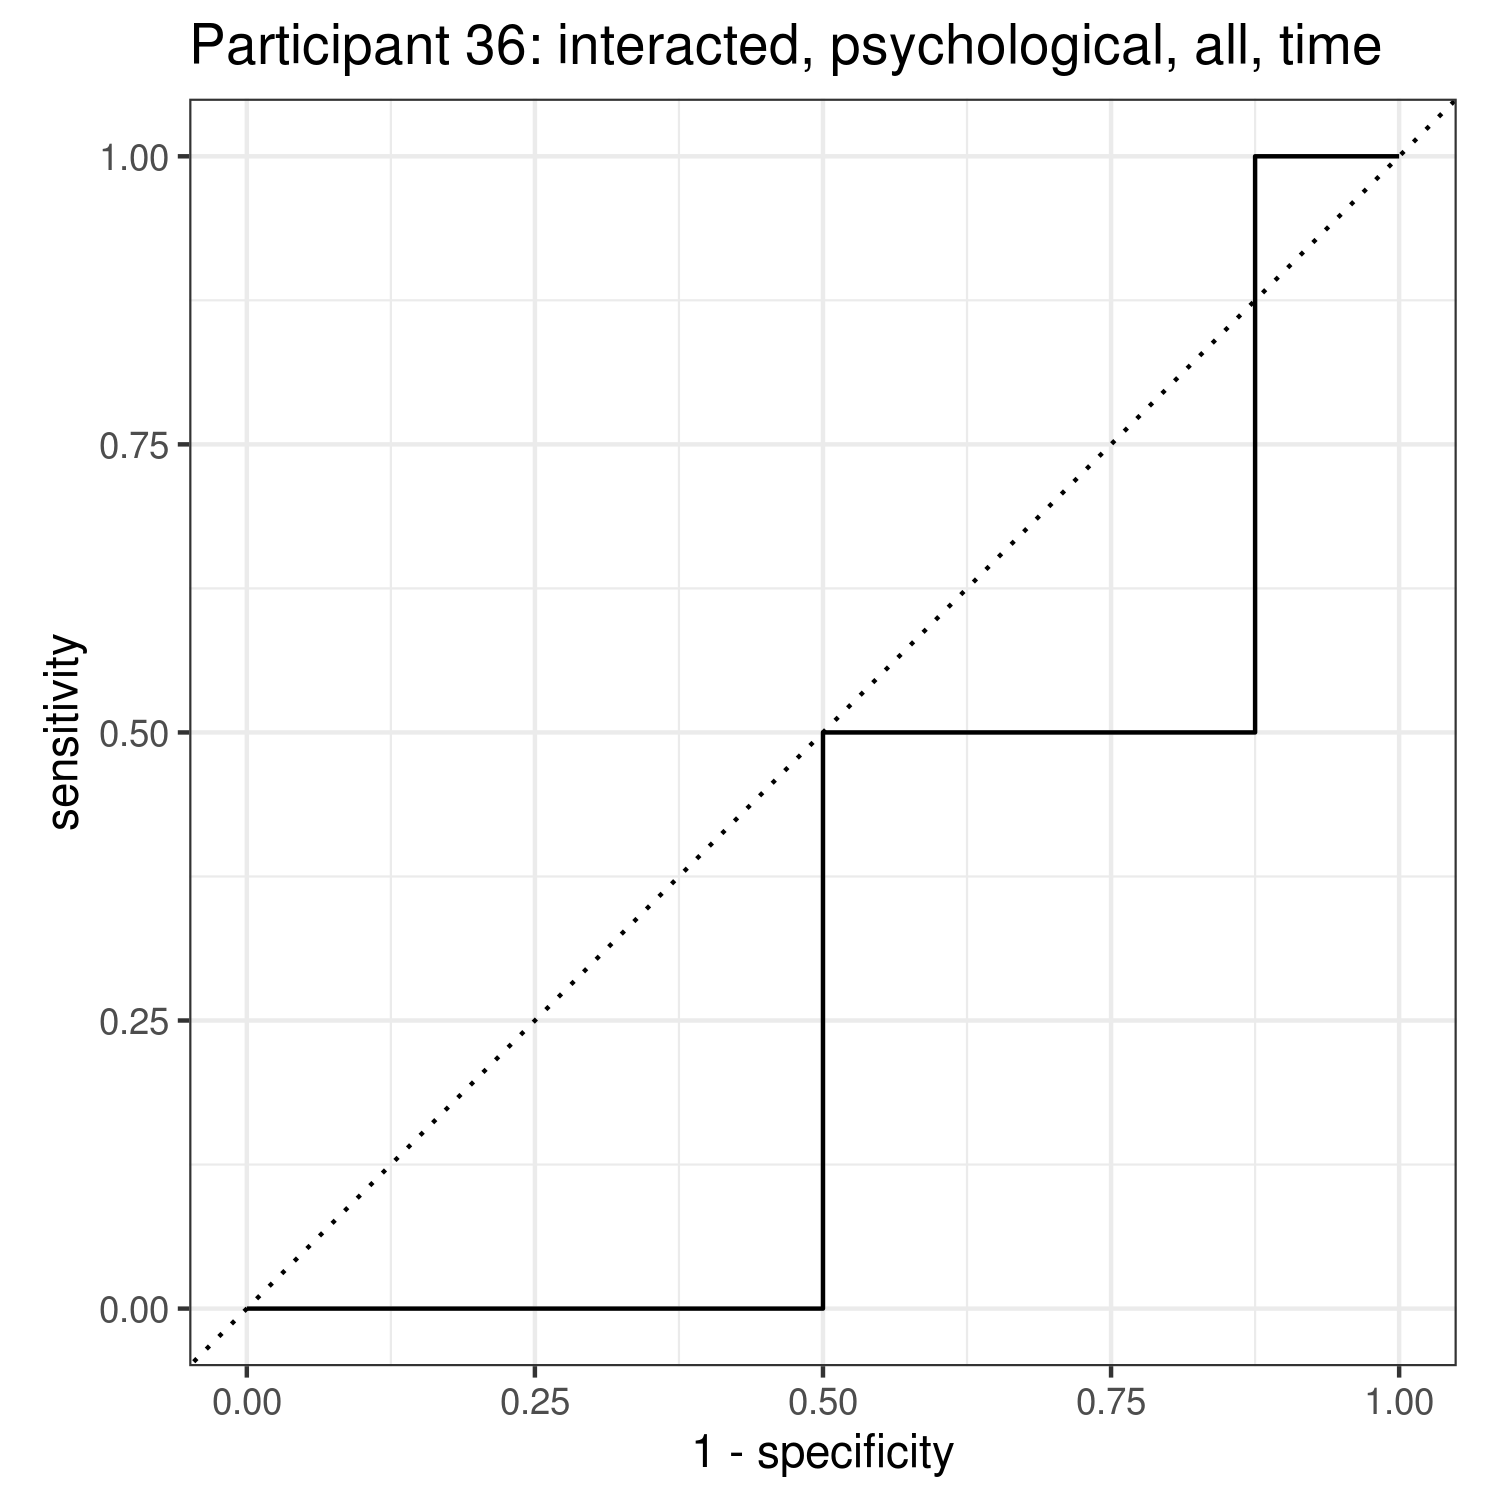 Participant 36: interacted, psychological, all, time
1.00
0.75
0.50
0.25
0.00
sensitivity
0.00 0.25 0.50 0.75 1.00
1 - specificity